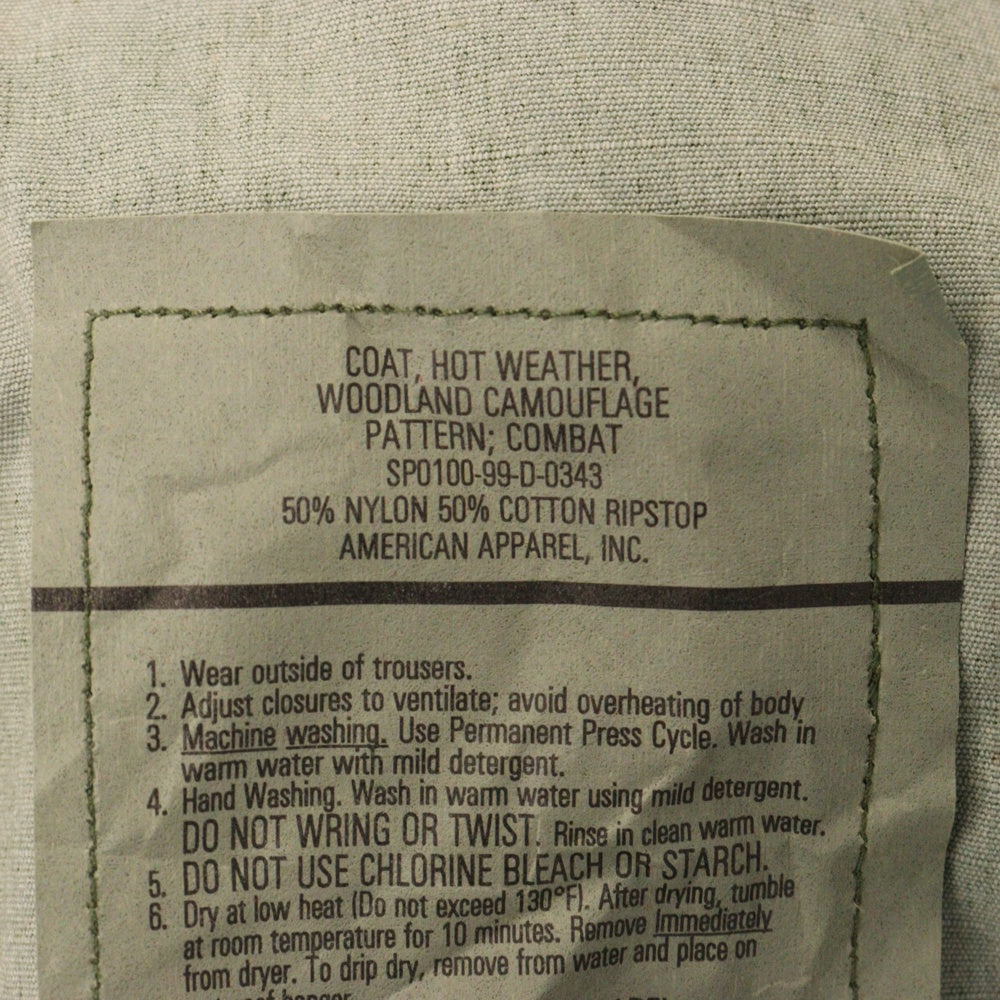 COAT, HOT WEATHER,
WOODLAND CAMOUFLAGE
PATTERN; COMBAT
SP0100-99-D-0343
50% NYLON 50% COTTON RIPSTOP
AMERICAN APPAREL, INC.
1. Wear outside of trousers.
2. Adjust closures to ventilate; avoid overheating of body
3. Machine washing. Use Permanent Press Cycle. Wash in
warm water with mild detergent.
4. Hand Washing. Wash in warm water using mild detergent.
DO NOT WRING OR TWIST. Rinse in clean warm water.
5. DO NOT USE CHLORINE BLEACH OR STARCH.
6. Dry at low heat (Do not exceed 130°F). After drying, tumble
at room temperature for 10 minutes. Remove Immediately
from dryer. To drip dry, remove from water and place on
hanger.